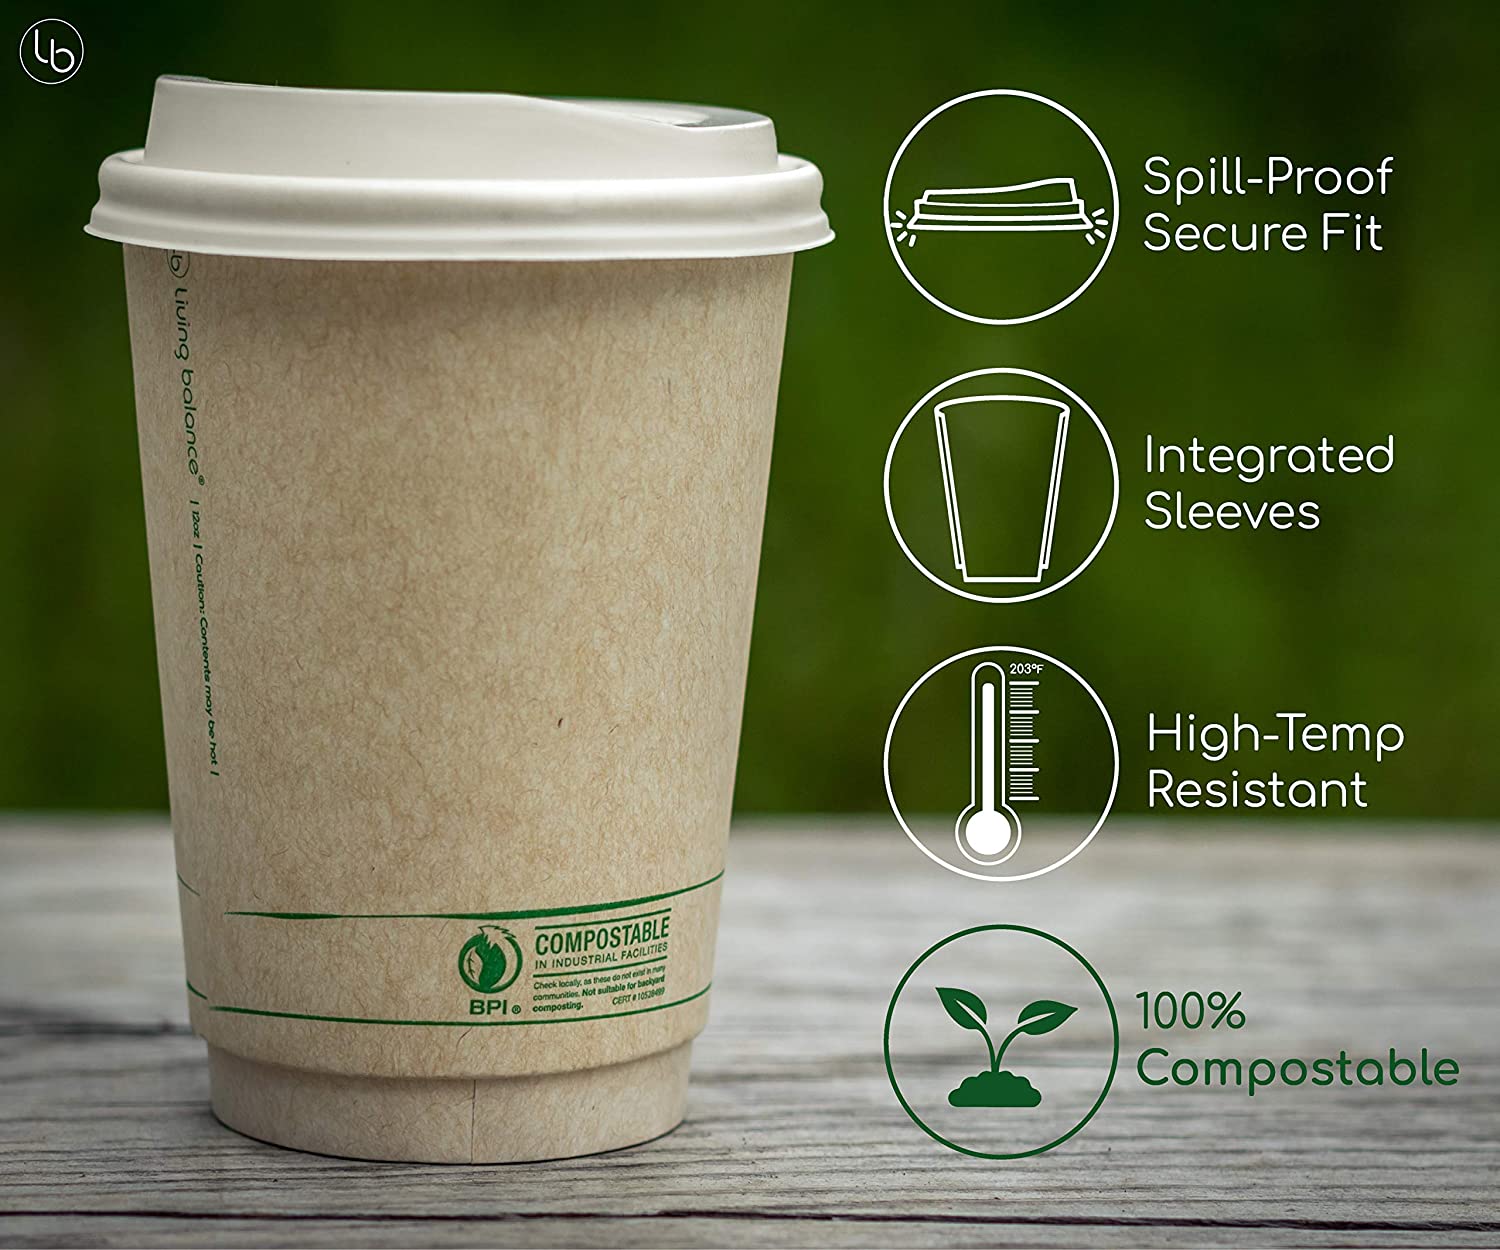 Lb
Spill-Proof
Secure Fit
Integrated
Sleeves
203°F
High-Temp
Resistant
100%
Compostable
b Living balance® | 12oz | Caution: Contents may be hot |
COMPOSTABLE
IN INDUSTRIAL FACILITIES
Check locally, as these do not exist in many
communities. Not suitable for backyard
composting. CERT # 10528499
BPI ®